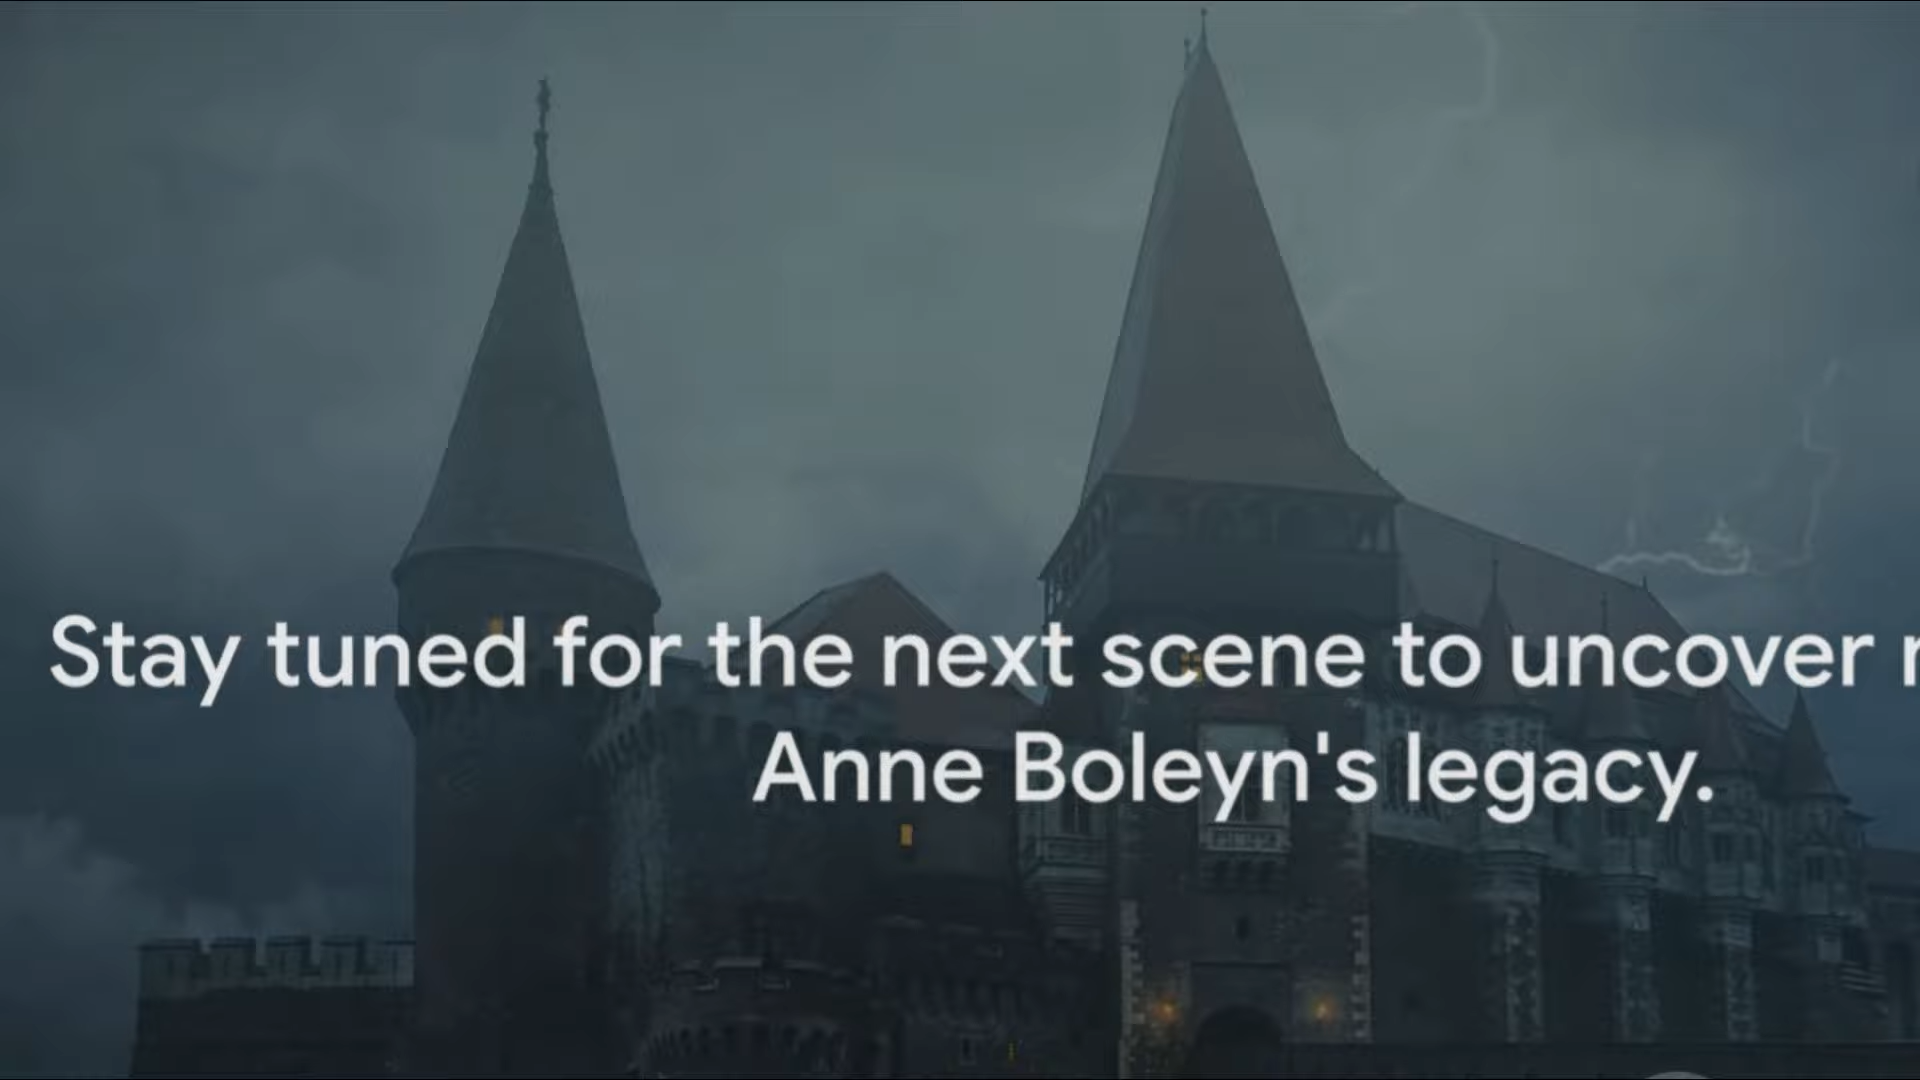 Stay tuned for the next scene to uncover
Anne Boleyn's legacy.